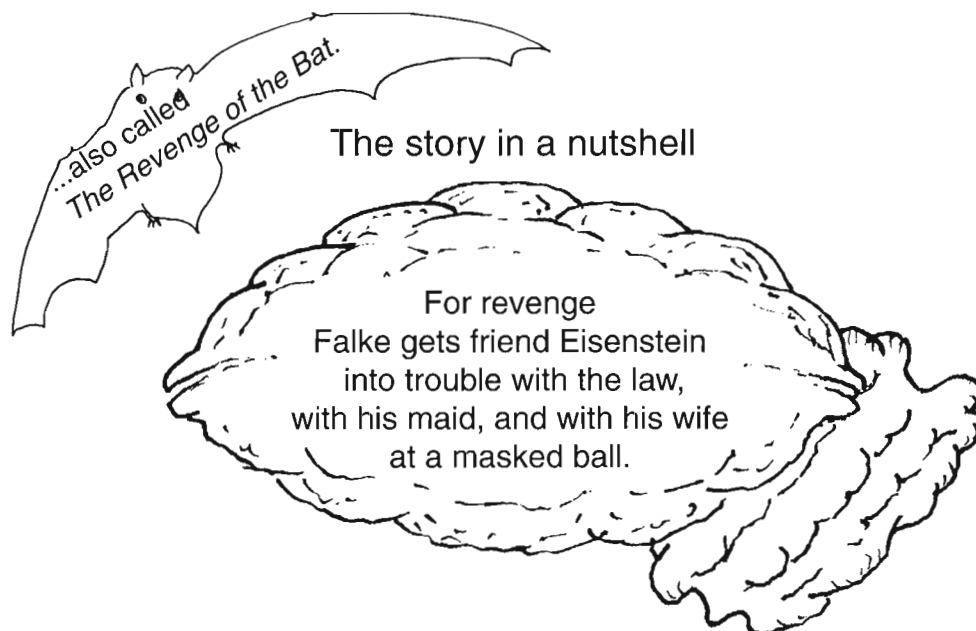 ...also called
The Revenge of the Bat.
The story in a nutshell
For revenge
Falke gets friend Eisenstein
into trouble with the law,
with his maid, and with his wife
at a masked ball.